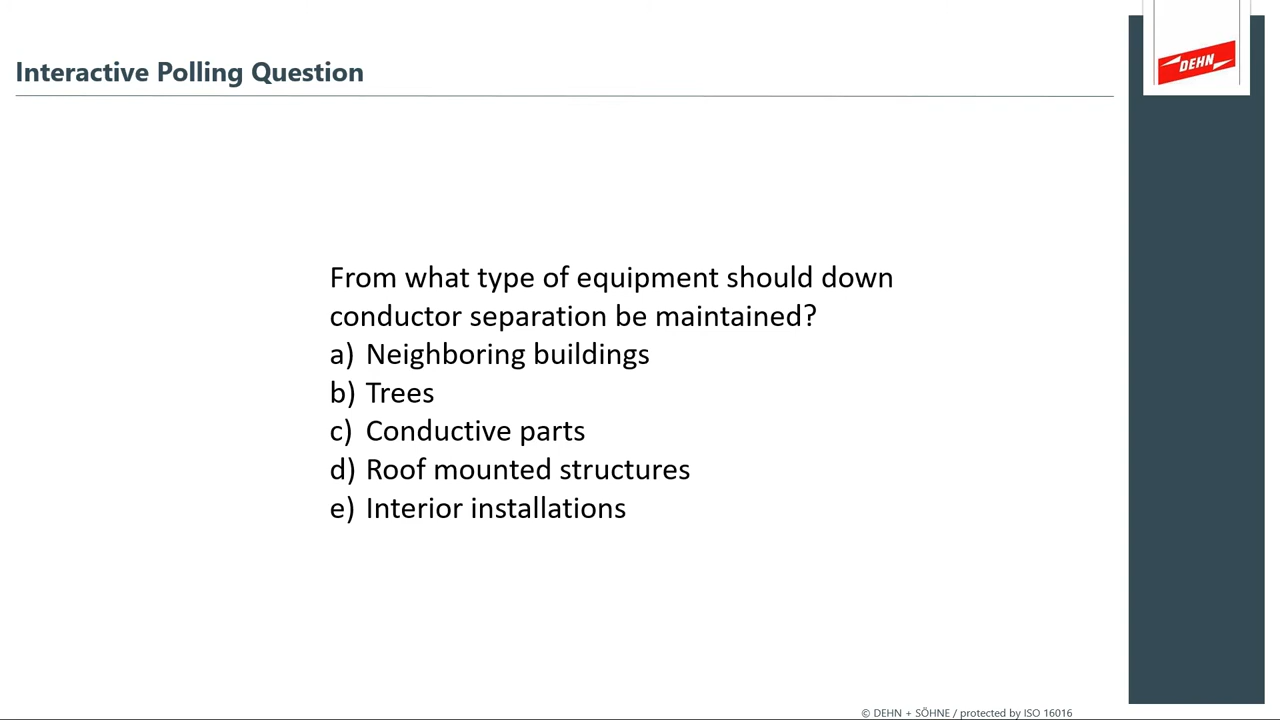 Interactive Polling Question
DEHN
From what type of equipment should down
conductor separation be maintained?
a) Neighboring buildings
b) Trees
c) Conductive parts
d) Roof mounted structures
e) Interior installations
© DEHN + SÖHNE / protected by ISO 16016